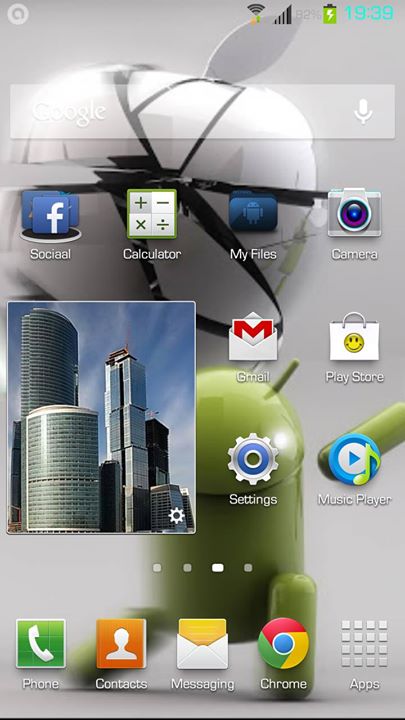 82% 19:39
Google
Sociaal Calculator My Files Camera
Gmail Play Store
Settings Music Player
Phone Contacts Messaging Chrome Apps